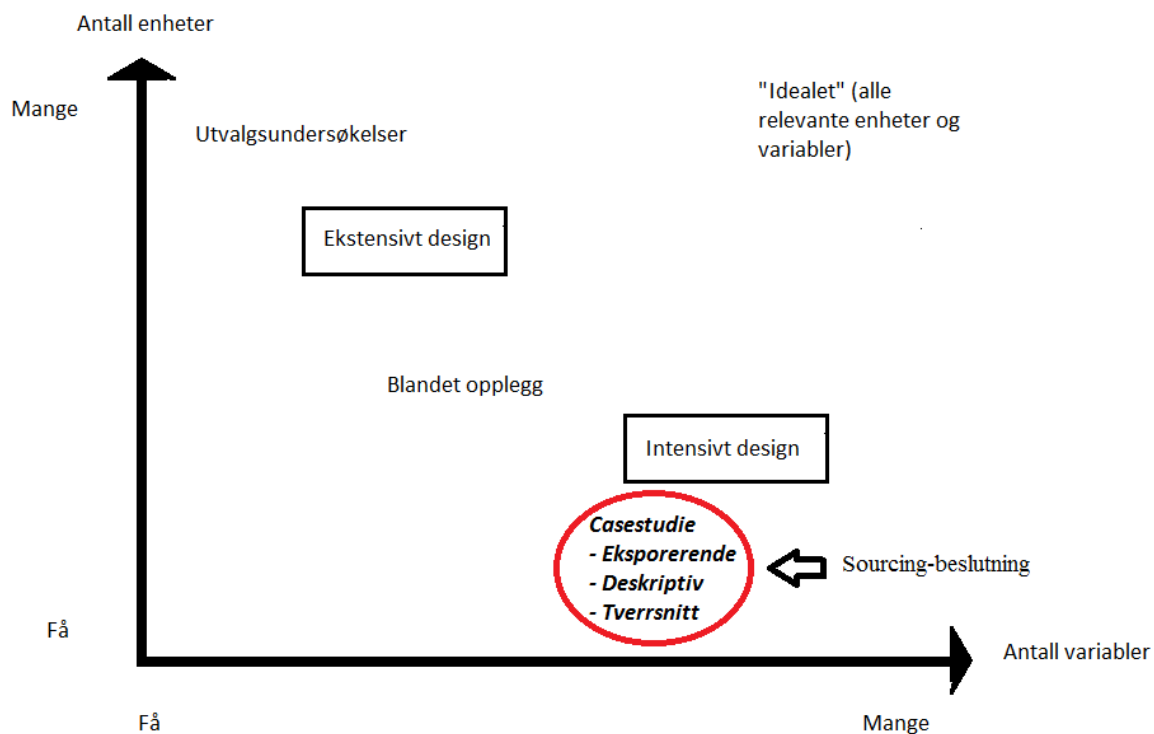 Antall enheter
Mange
"Idealet" (alle
relevante enheter og
variabler)
Utvalgsundersøkelser
Ekstensivt design
Blandet opplegg
Intensivt design
Casestudie
- Eksporerende
- Deskriptiv
- Tverrsnitt
Sourcing-beslutning
Få
Antall variabler
Få
Mange